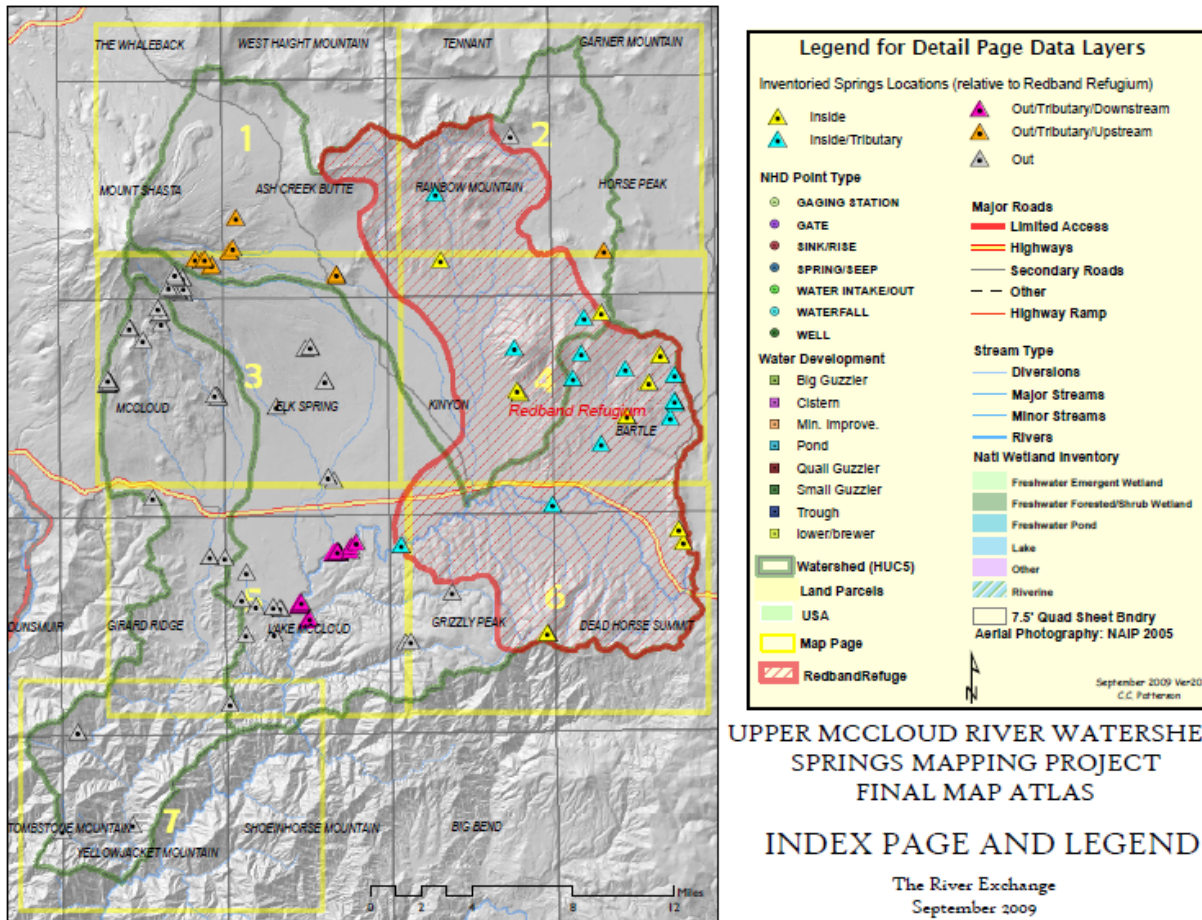 THE WHALEBACK
WEST HAIGHT MOUNTAIN
TENNANT
GARNER MOUNTAIN
1
2
MOUNT SHASTA
ASH CREEK BUTTE
RAINBOW MOUNTAIN
HORSE PEAK
3
4
MCCLOUD
ELK SPRING
KINYON
Redband Refugium
BARTLE
5
6
DUNSMUIR
GIRARD RIDGE
LAKE MCCLOUD
GRIZZLY PEAK
DEAD HORSE SUMMIT
7
TOMBSTONE MOUNTAIN
SHOEINHORSE MOUNTAIN
BIG BEND
YELLOWJACKET MOUNTAIN
Miles
0 2 4 8 12
Legend for Detail Page Data Layers
Inventoried Springs Locations (relative to Redband Refugium)
Inside
Inside/Tributary
Out/Tributary/Downstream
Out/Tributary/Upstream
Out
NHD Point Type
GAGING STATION
GATE
SINK/RISE
SPRING/SEEP
WATER INTAKE/OUT
WATERFALL
WELL
Water Development
Big Guzzler
Cistern
Min. Improve.
Pond
Quail Guzzler
Small Guzzler
Trough
lower/brewer
Watershed (HUC5)
Land Parcels
USA
Map Page
RedbandRefuge
Major Roads
Limited Access
Highways
Secondary Roads
Other
Highway Ramp
Stream Type
Diversions
Major Streams
Minor Streams
Rivers
Natl Wetland Inventory
Freshwater Emergent Wetland
Freshwater Forested/Shrub Wetland
Freshwater Pond
Lake
Other
Riverine
7.5' Quad Sheet Bndry
Aerial Photography: NAIP 2005
N
September 2009 Ver20
C.C. Patterson
UPPER MCCLOUD RIVER WATERSHE
SPRINGS MAPPING PROJECT
FINAL MAP ATLAS
INDEX PAGE AND LEGEND
The River Exchange
September 2009